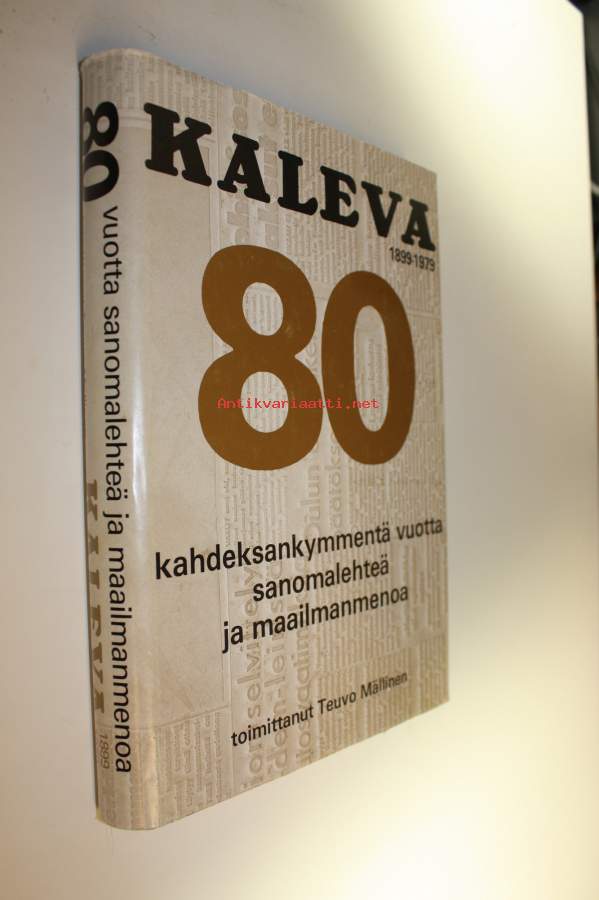 KALEVA
1899-1979
80
Antikvariaatti.net
kahdeksankymmentä vuotta
sanomalehteä
ja maailmanmenoa
toimittanut Teuvo Mällinen
80 vuotta sanomalehteä ja maailmanmenoa
KALEVA 1899